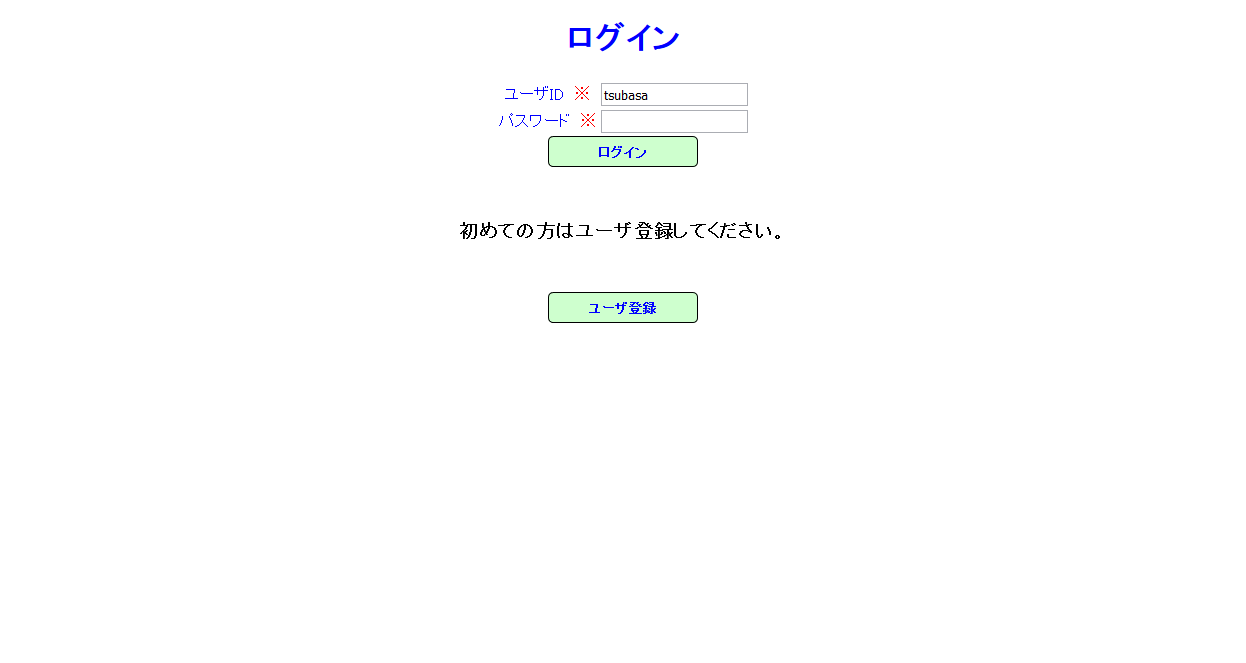 ログイン
ユーザID ※ tsubasa
パスワード ※
ログイン
初めての方はユーザ登録してください。
ユーザ登録